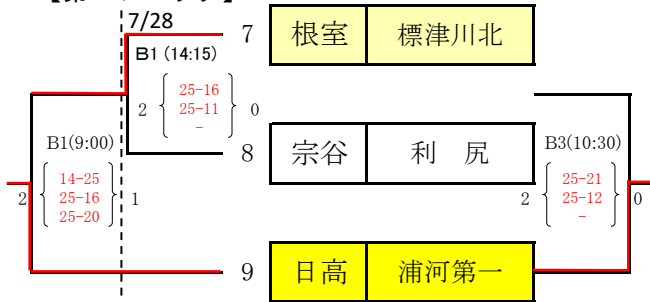 7/28
7 根室 標津川北
B1 (14:15)
25-16
2 25-11 0
-
8 宗谷 利 尻
B1(9:00)
14-25
2 25-16 1
25-20
B3(10:30)
25-21
2 25-12 0
-
9 日高 浦河第一